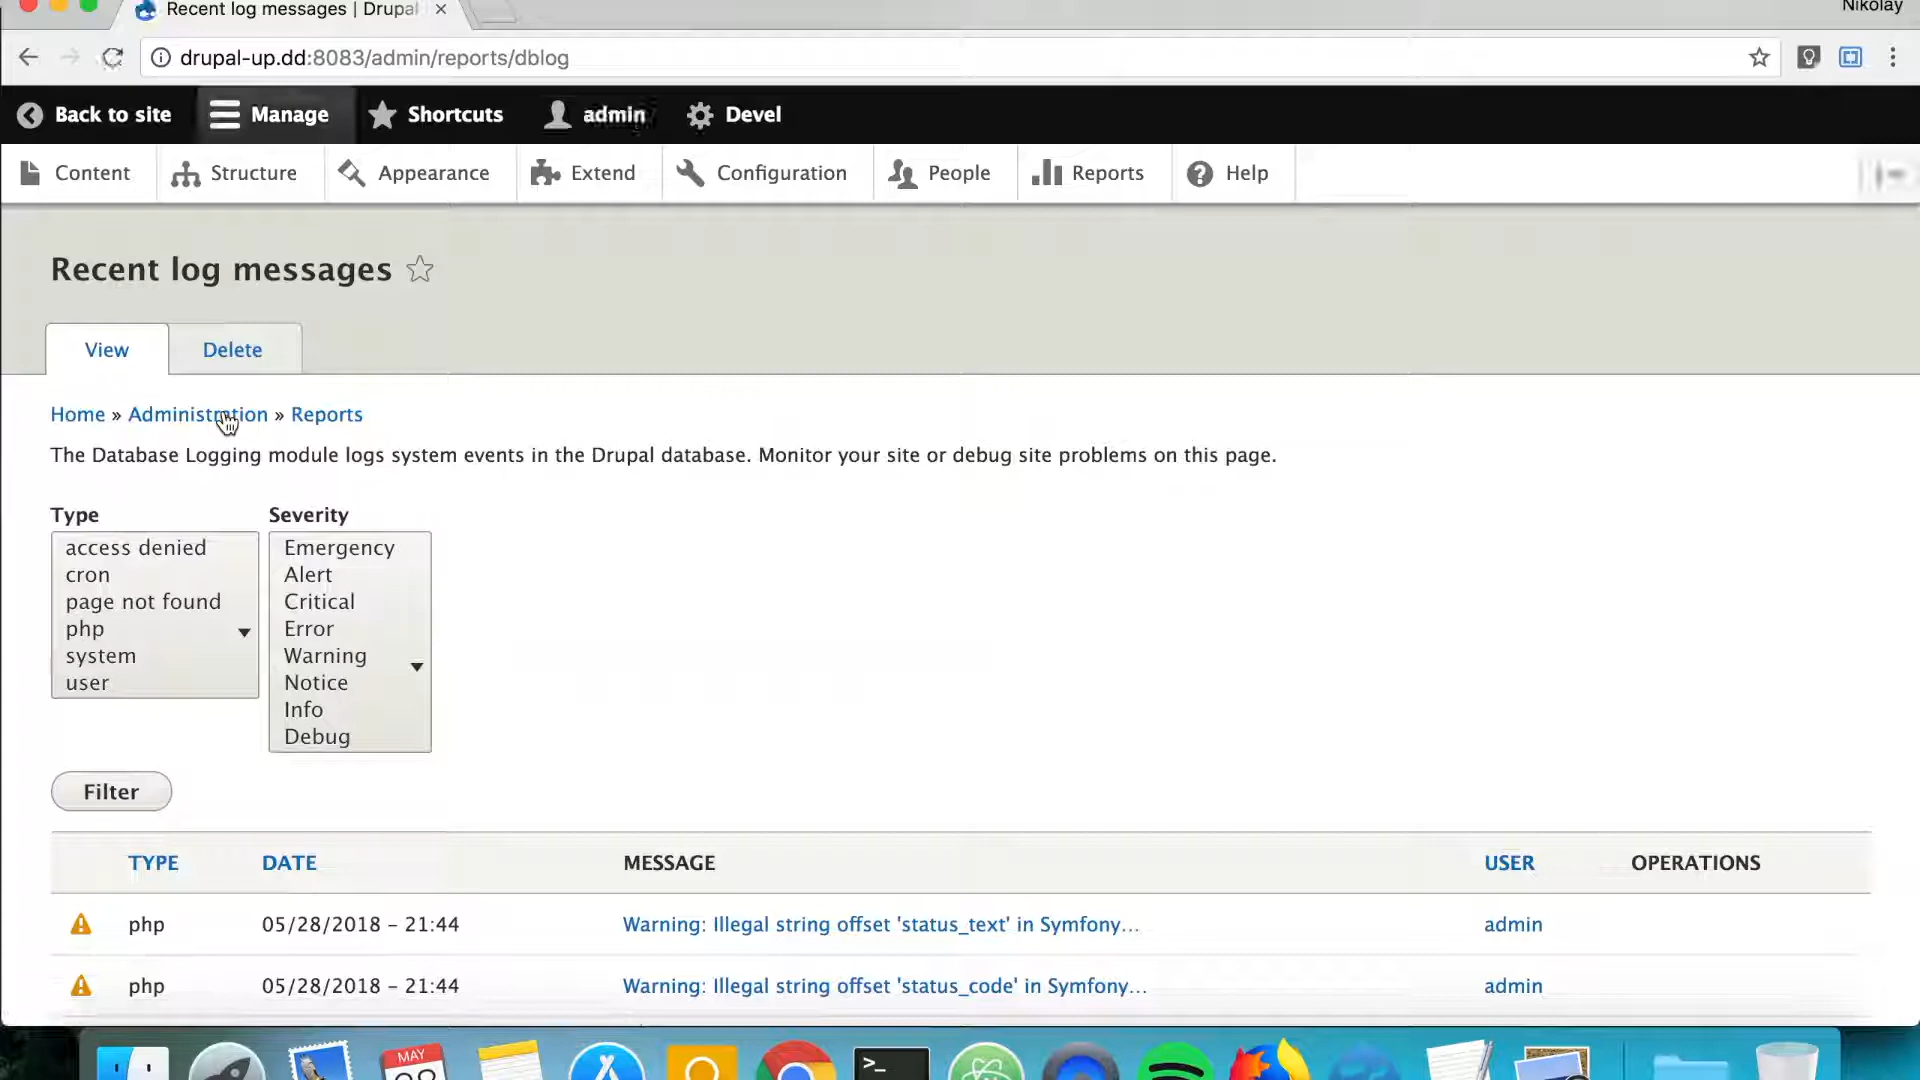 Recent log messages | Drupal
Nikolay
drupal-up.dd:8083/admin/reports/dblog
Back to site Manage Shortcuts admin Devel
Content Structure Appearance Extend Configuration People Reports Help
Recent log messages
View Delete
Home » Administration » Reports
The Database Logging module logs system events in the Drupal database. Monitor your site or debug site problems on this page.
Type
access denied
cron
page not found
php
system
user
Severity
Emergency
Alert
Critical
Error
Warning
Notice
Info
Debug
Filter
TYPE DATE MESSAGE USER OPERATIONS
php 05/28/2018 – 21:44 Warning: Illegal string offset 'status_text' in Symfony… admin
php 05/28/2018 – 21:44 Warning: Illegal string offset 'status_code' in Symfony… admin
MAY
>_